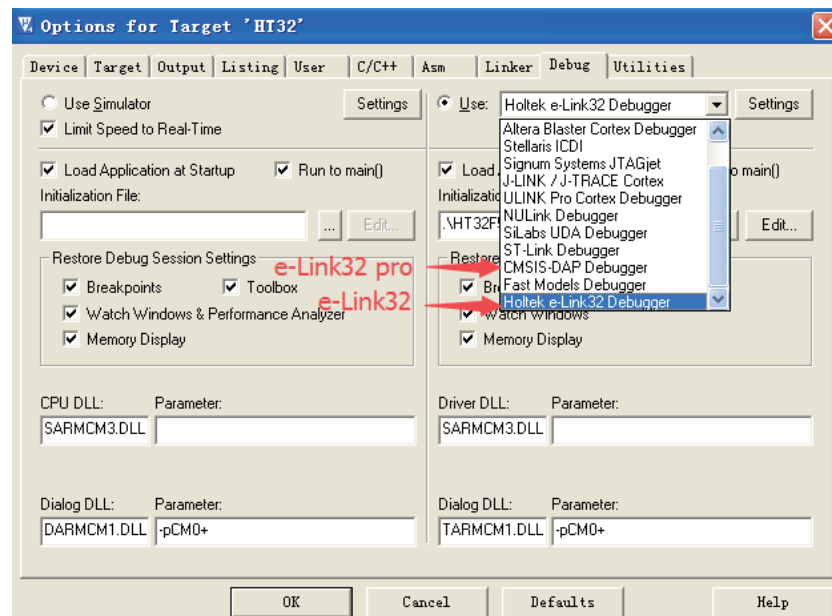 Options for Target 'HT32'
Device Target Output Listing User C/C++ Asm Linker Debug Utilities
Use Simulator Settings
Limit Speed to Real-Time
Use: Holtek e-Link32 Debugger Settings
Altera Blaster Cortex Debugger
Stellaris ICDI
Signum Systems JTAGjet
J-LINK / J-TRACE Cortex
ULINK Pro Cortex Debugger
NULink Debugger
SiLabs UDA Debugger
ST-Link Debugger
CMSIS-DAP Debugger
Fast Models Debugger
Holtek e-Link32 Debugger
Load Application at Startup Run to main()
Initialization File:
... Edit...
Load main()
Edit...
Restore Debug Session Settings
e-Link32 pro
Breakpoints Toolbox
e-Link32
Watch Windows & Performance Analyzer
Memory Display
Watch Windows
Memory Display
CPU DLL: Parameter:
SARMCM3.DLL
Driver DLL: Parameter:
SARMCM3.DLL
Dialog DLL: Parameter:
DARMCM1.DLL -pCM0+
Dialog DLL: Parameter:
TARMCM1.DLL -pCM0+
OK Cancel Defaults Help